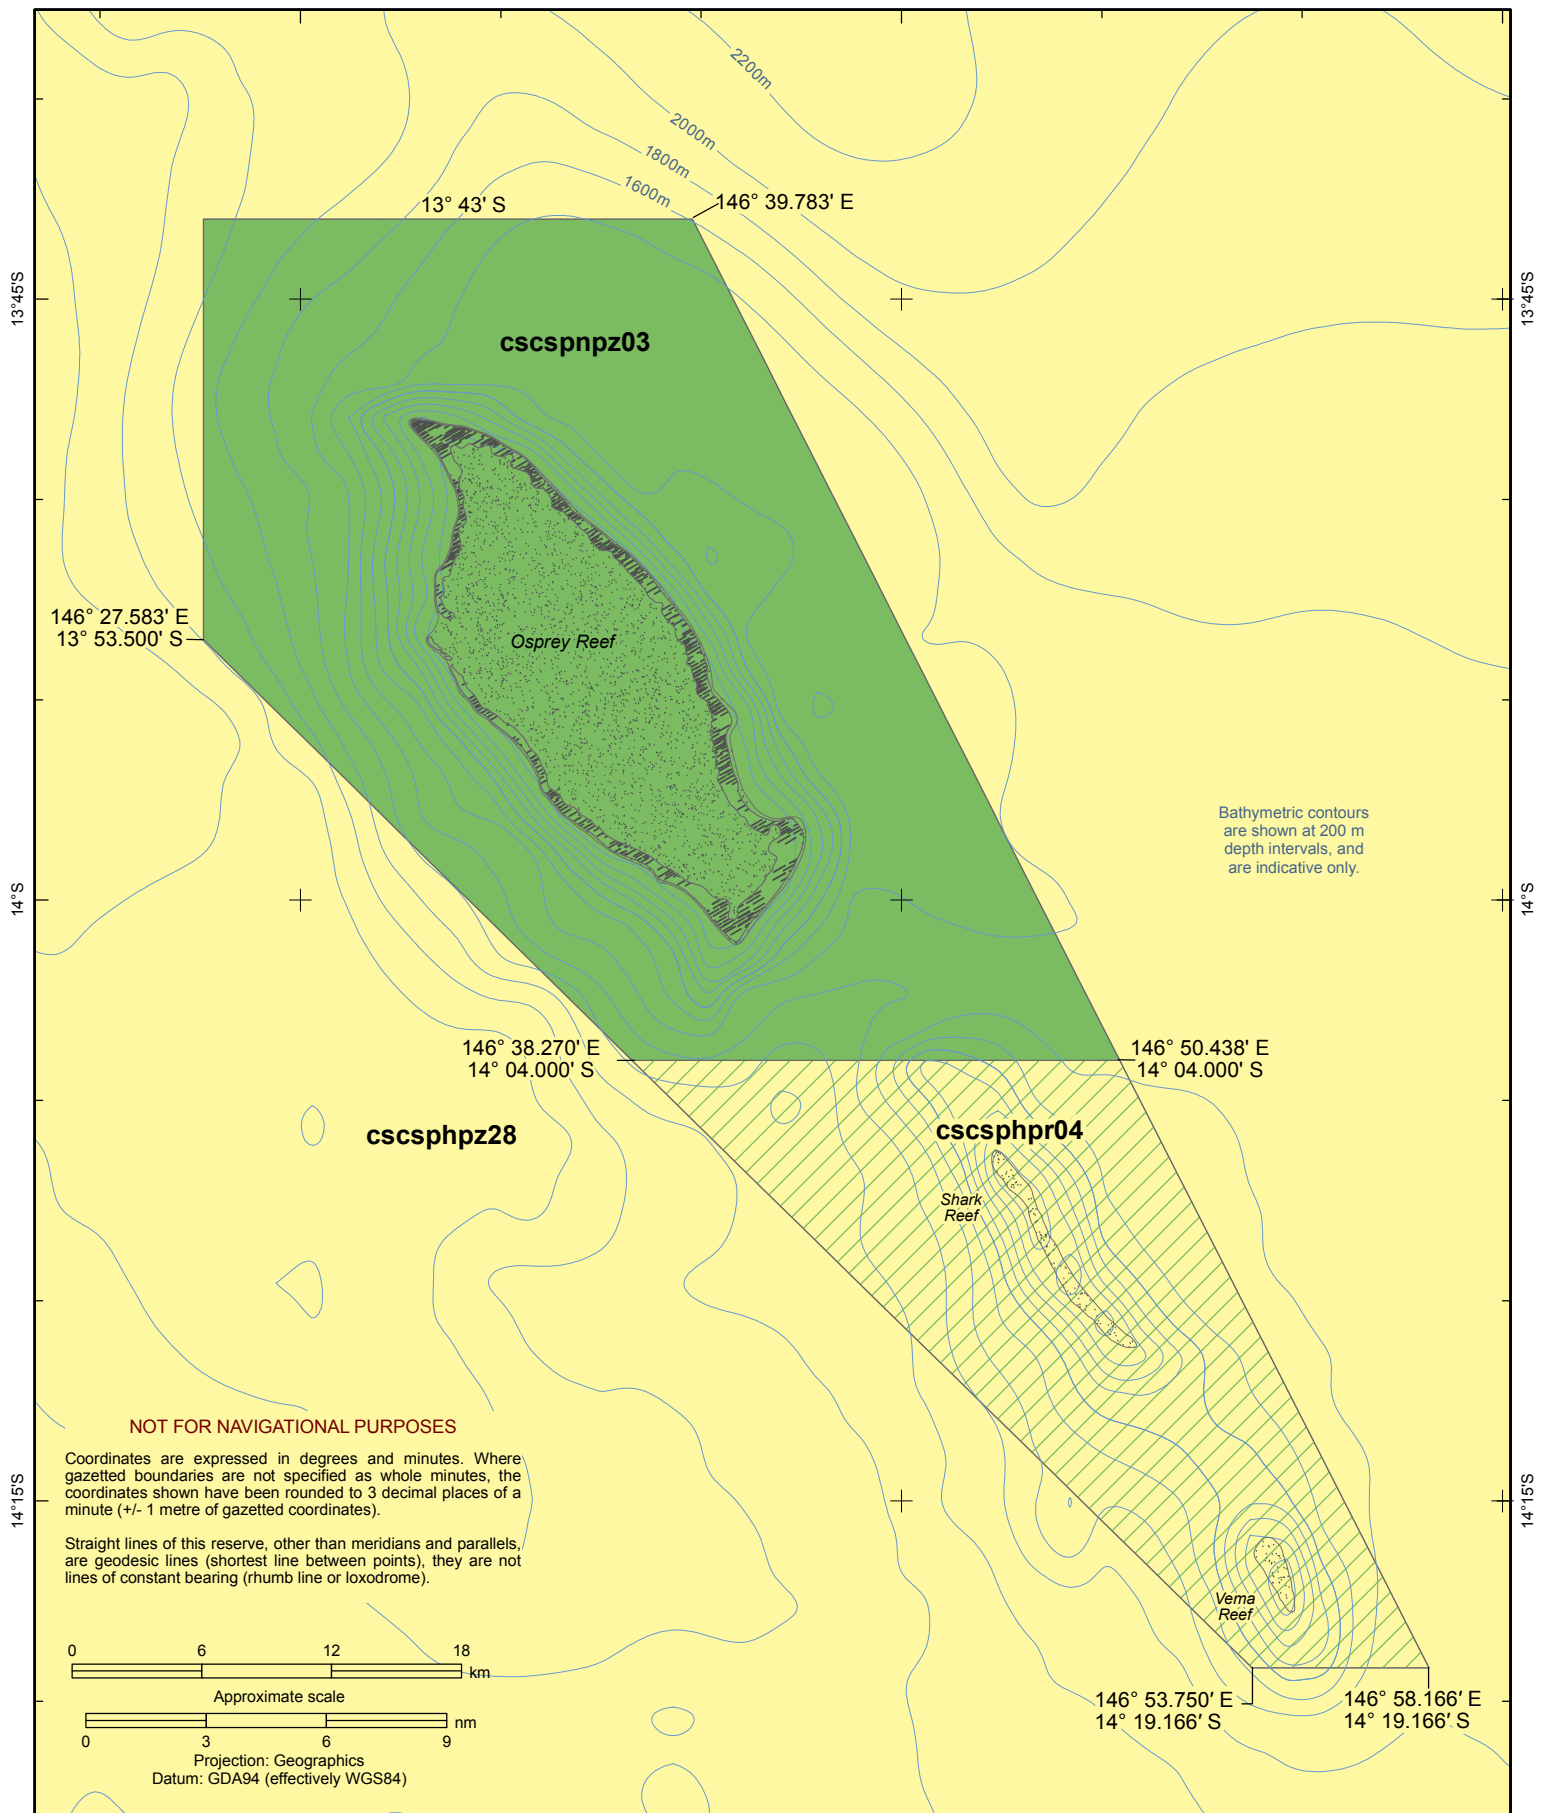 2200m
2000m
1800m
1600m
13° 43' S
146° 39.783' E
13°45'S
13°45'S
cscspnpz03
146° 27.583' E
13° 53.500' S
Osprey Reef
Bathymetric contours
are shown at 200 m
depth intervals, and
are indicative only.
14°S
14°S
146° 38.270' E
14° 04.000' S
146° 50.438' E
14° 04.000' S
cscsphpz28
cscsphpr04
Shark
Reef
NOT FOR NAVIGATIONAL PURPOSES
Coordinates are expressed in degrees and minutes. Where
gazetted boundaries are not specified as whole minutes, the
coordinates shown have been rounded to 3 decimal places of a
minute (+/- 1 metre of gazetted coordinates).
14°15'S
14°15'S
Straight lines of this reserve, other than meridians and parallels,
are geodesic lines (shortest line between points), they are not
lines of constant bearing (rhumb line or loxodrome).
Vema
Reef
0 6 12 18
km
Approximate scale
nm
0 3 6 9
146° 53.750' E
14° 19.166' S
146° 58.166' E
14° 19.166' S
Projection: Geographics
Datum: GDA94 (effectively WGS84)